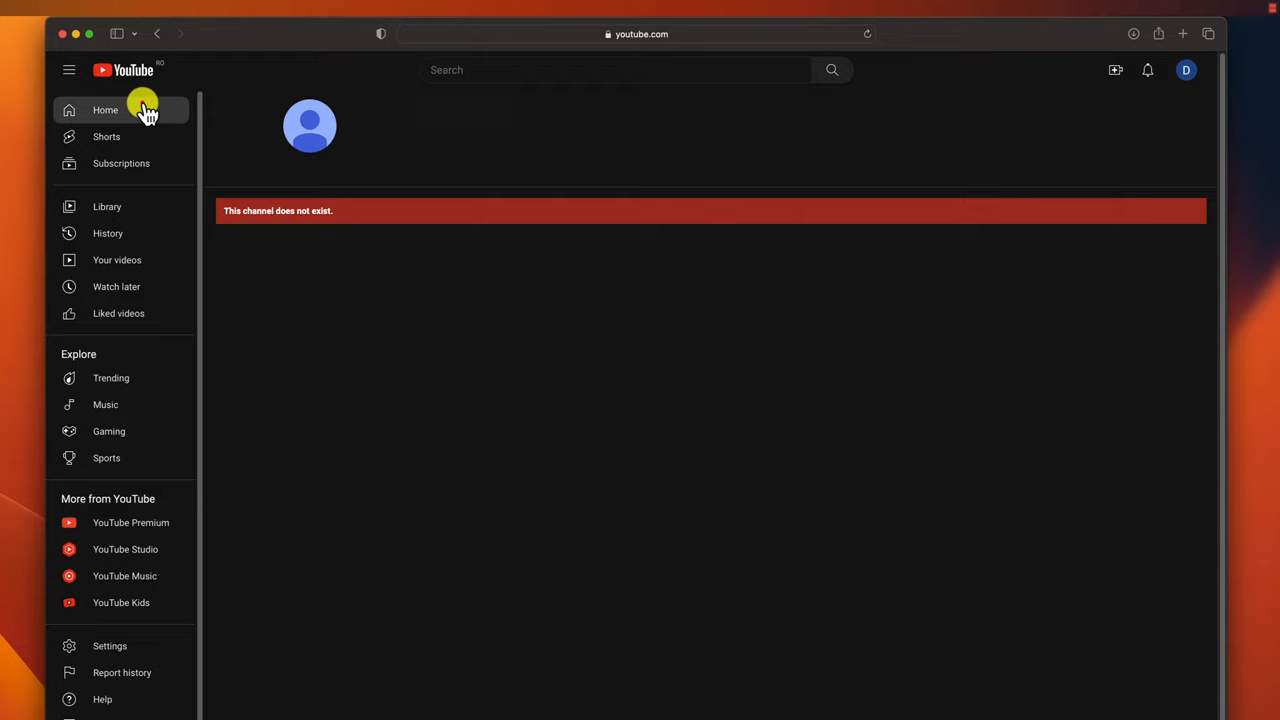 youtube.com
YouTube RO
Search
D
Home
Shorts
Subscriptions
This channel does not exist.
Library
History
Your videos
Watch later
Liked videos
Explore
Trending
Music
Gaming
Sports
More from YouTube
YouTube Premium
YouTube Studio
YouTube Music
YouTube Kids
Settings
Report history
Help